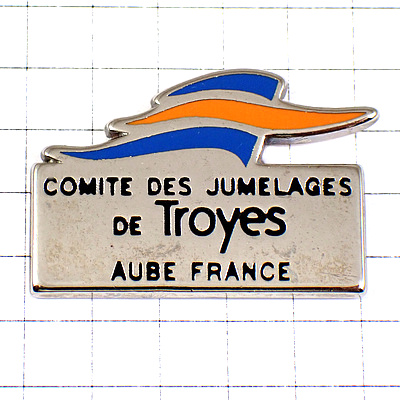 COMITE DES JUMELAGES
DE Troyes
AUBE FRANCE